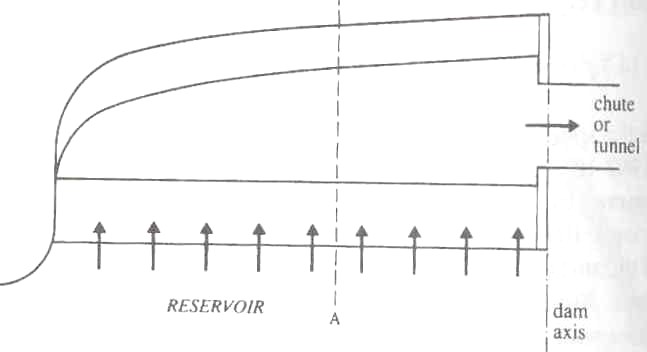 chute
or
tunnel
RESERVOIR
A
dam
axis